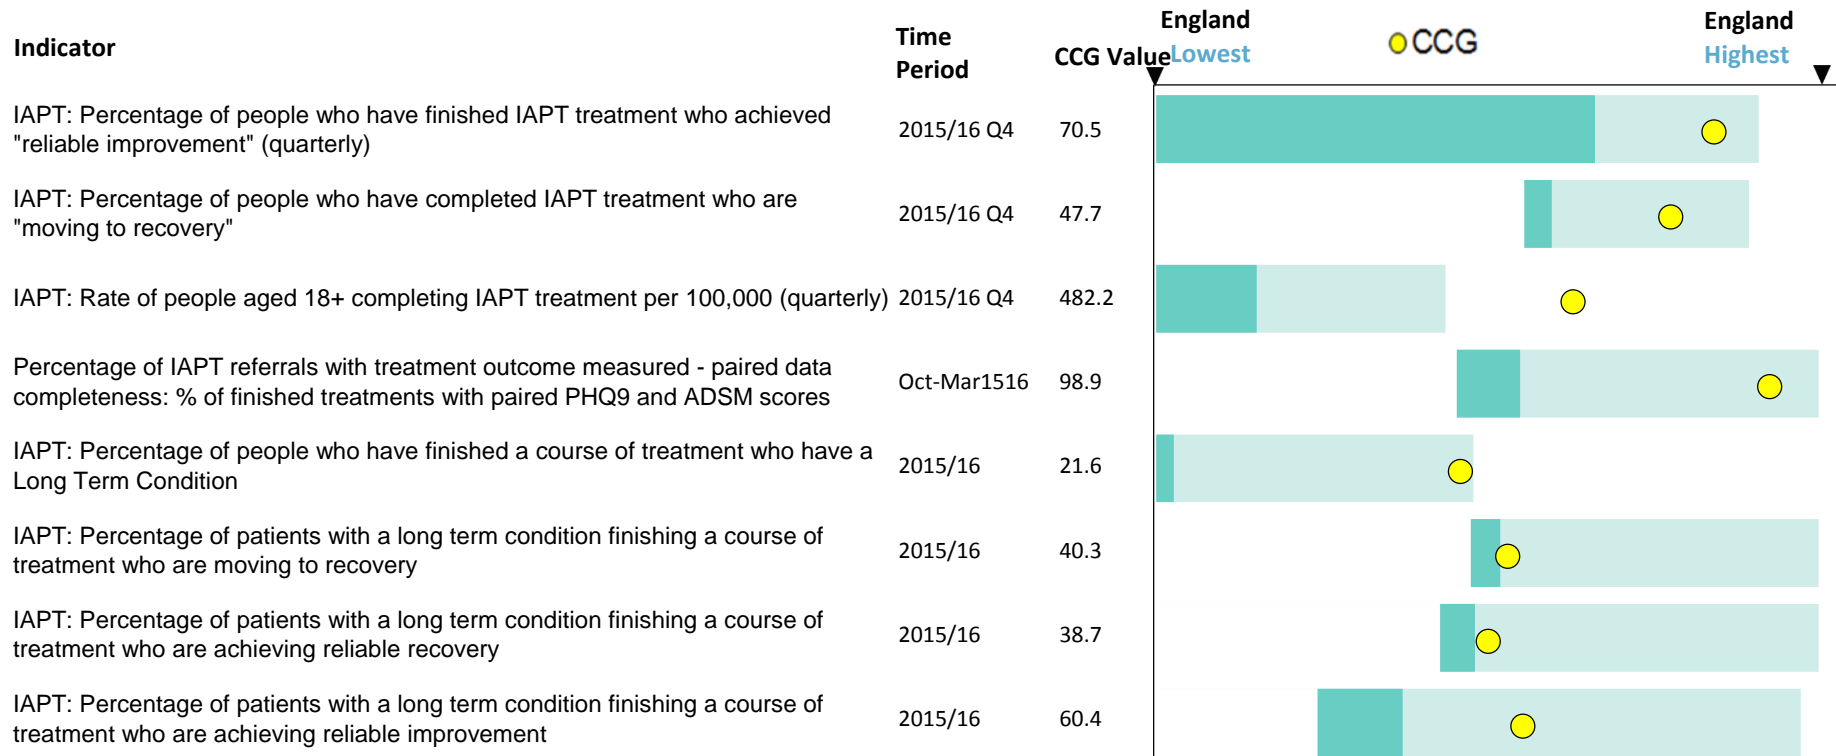 Indicator
Time
Period
CCG Value
England
Lowest
CCG
England
Highest
IAPT: Percentage of people who have finished IAPT treatment who achieved
"reliable improvement" (quarterly)
2015/16 Q4
70.5
IAPT: Percentage of people who have completed IAPT treatment who are
"moving to recovery"
2015/16 Q4
47.7
IAPT: Rate of people aged 18+ completing IAPT treatment per 100,000 (quarterly)
2015/16 Q4
482.2
Percentage of IAPT referrals with treatment outcome measured - paired data
completeness: % of finished treatments with paired PHQ9 and ADSM scores
Oct-Mar1516
98.9
IAPT: Percentage of people who have finished a course of treatment who have a
Long Term Condition
2015/16
21.6
IAPT: Percentage of patients with a long term condition finishing a course of
treatment who are moving to recovery
2015/16
40.3
IAPT: Percentage of patients with a long term condition finishing a course of
treatment who are achieving reliable recovery
2015/16
38.7
IAPT: Percentage of patients with a long term condition finishing a course of
treatment who are achieving reliable improvement
2015/16
60.4